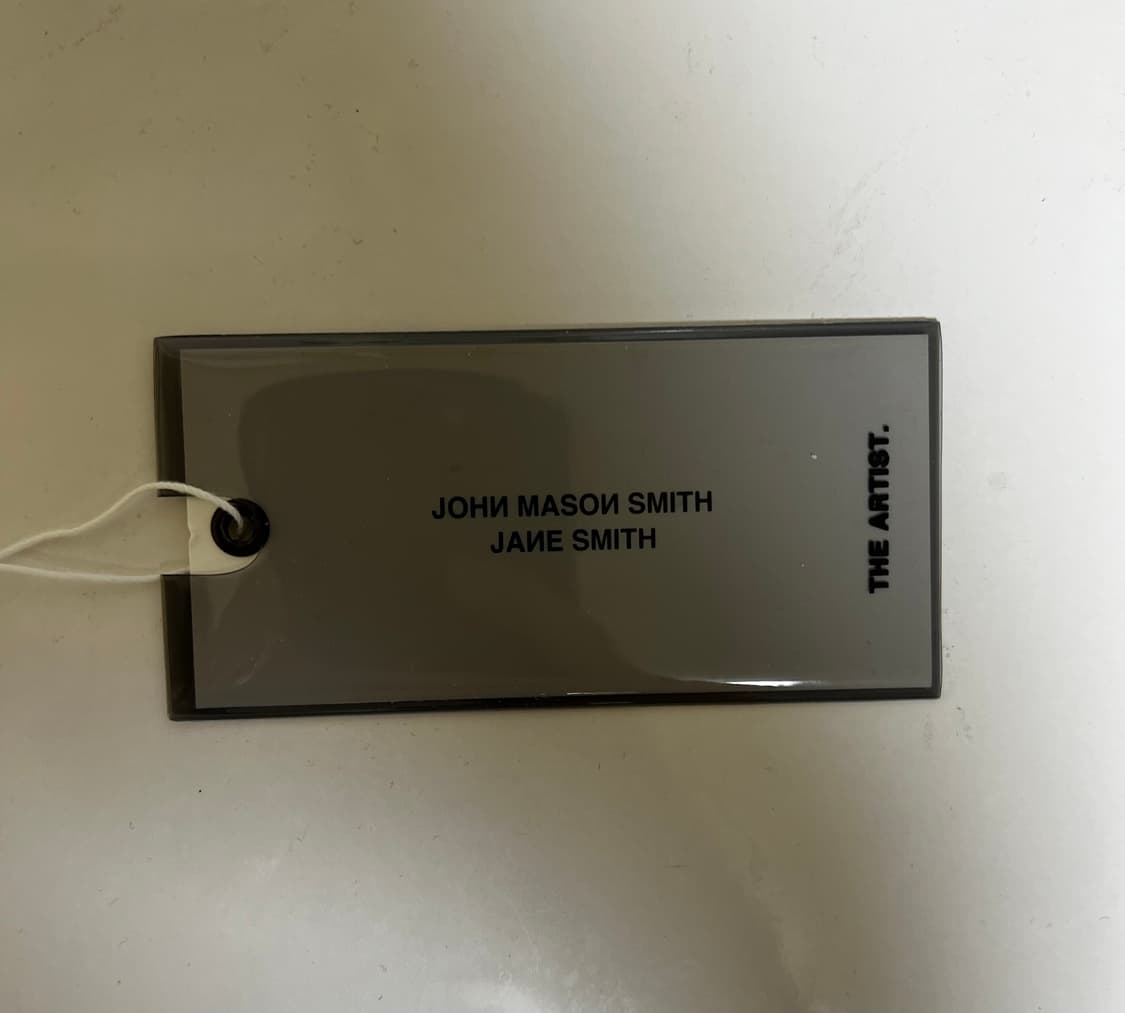 JOHИ MASOИ SMITH
JAИE SMITH
THE ARTIST.